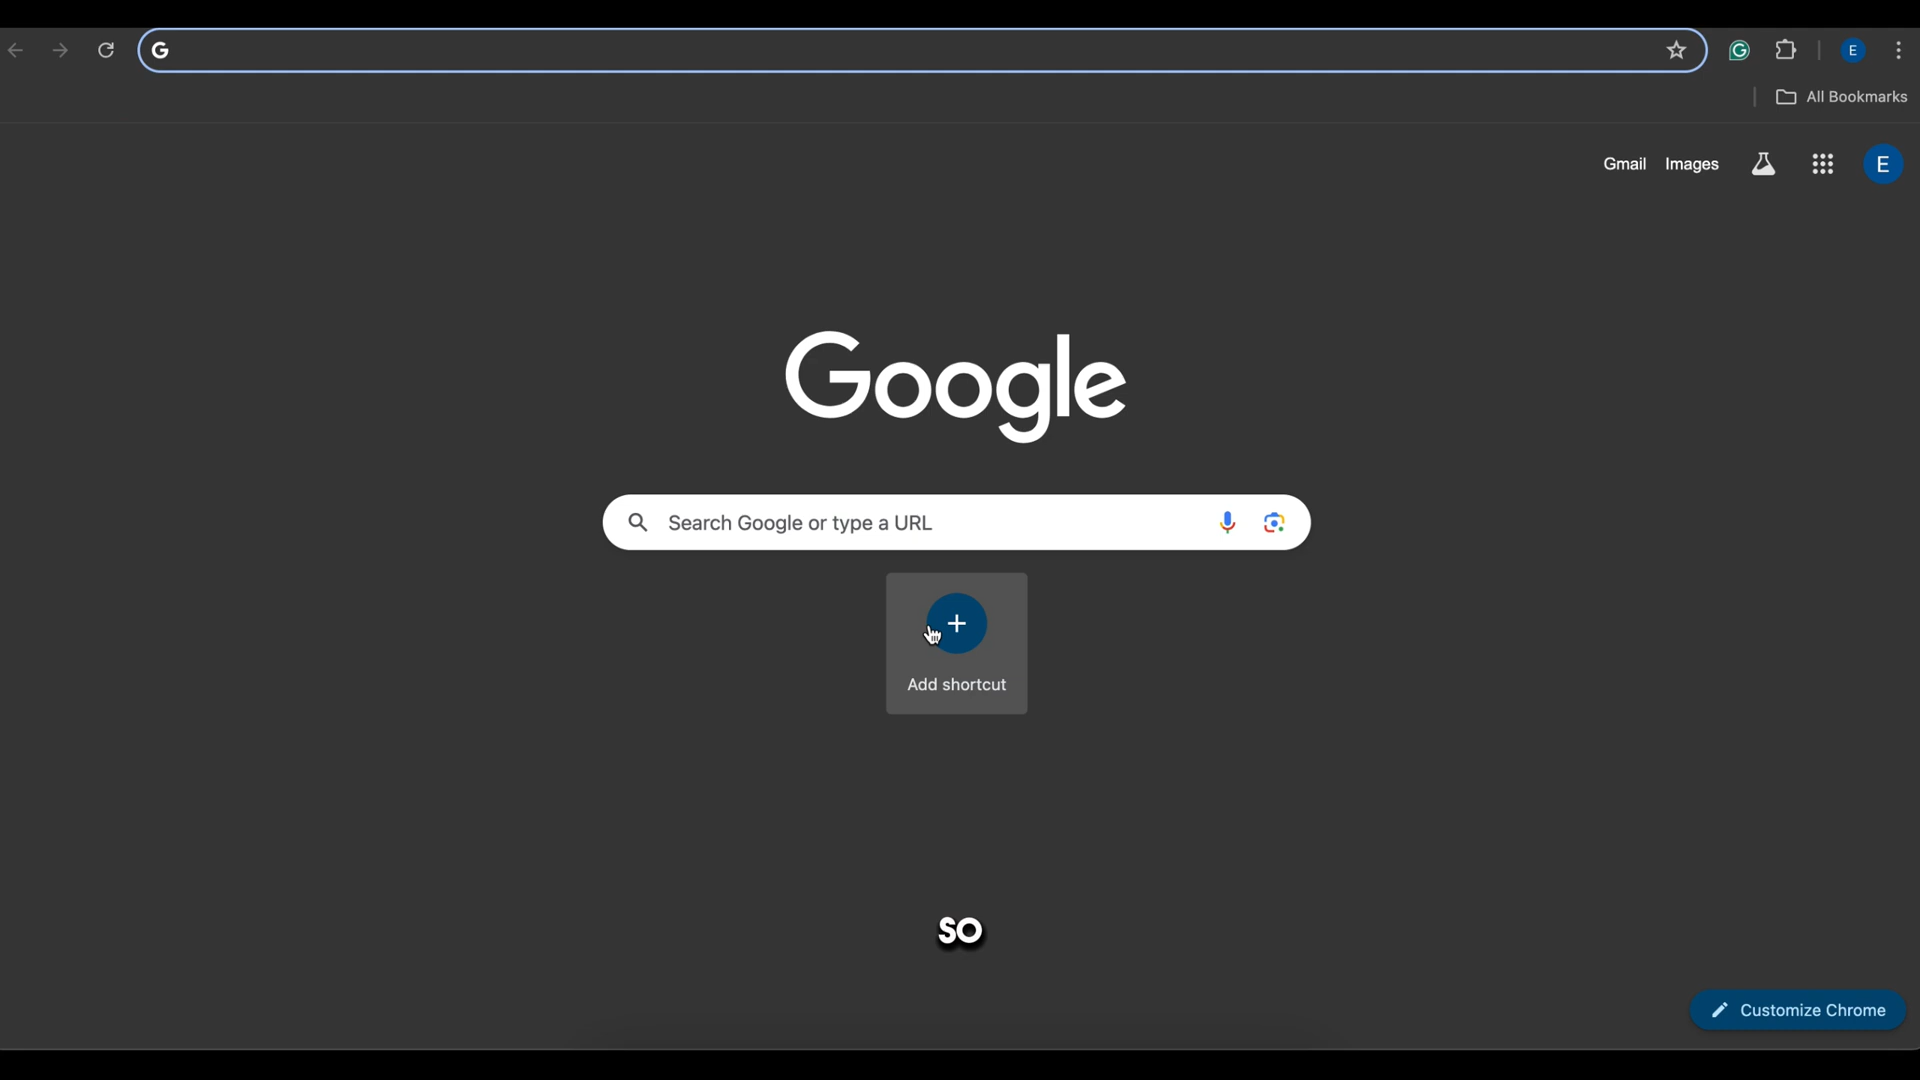 E
All Bookmarks
Gmail Images
E
Google
Search Google or type a URL
Add shortcut
SO
Customize Chrome